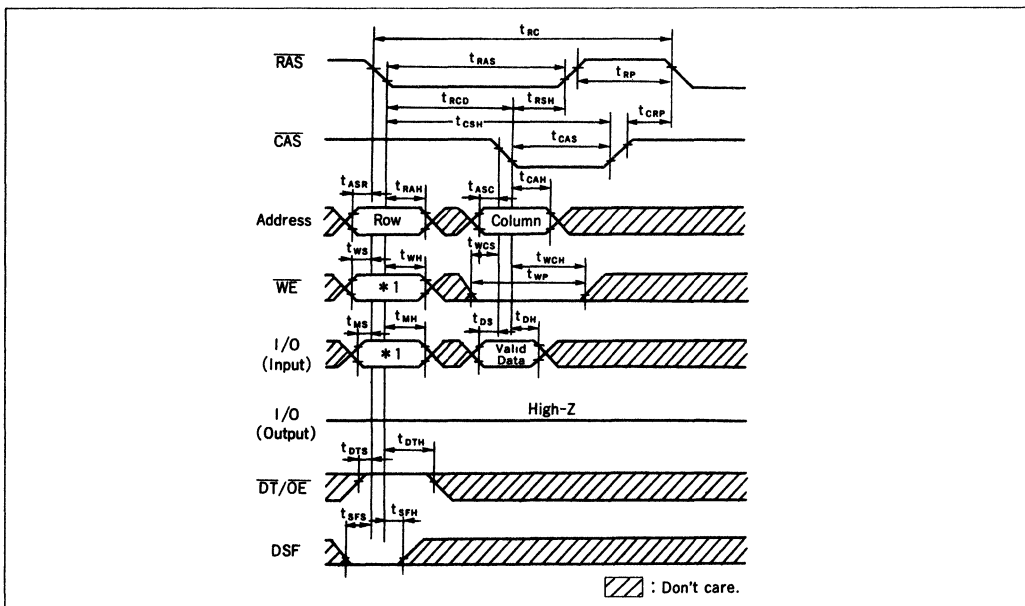 tRC
RAS
tRAS
tRP
tRCD
tRSH
tCSH
tCRP
CAS
tCAS
tASR
tRAH
tASC
tCAH
Address
Row
Column
tWCS
tWS
tWH
tWCH
tWP
WE
*1
tMS
tMH
tDS
tDH
I/O
(Input)
*1
Valid
Data
I/O
(Output)
High-Z
tDTS
tDTH
DT/OE
tSFS
tSFH
DSF
: Don't care.